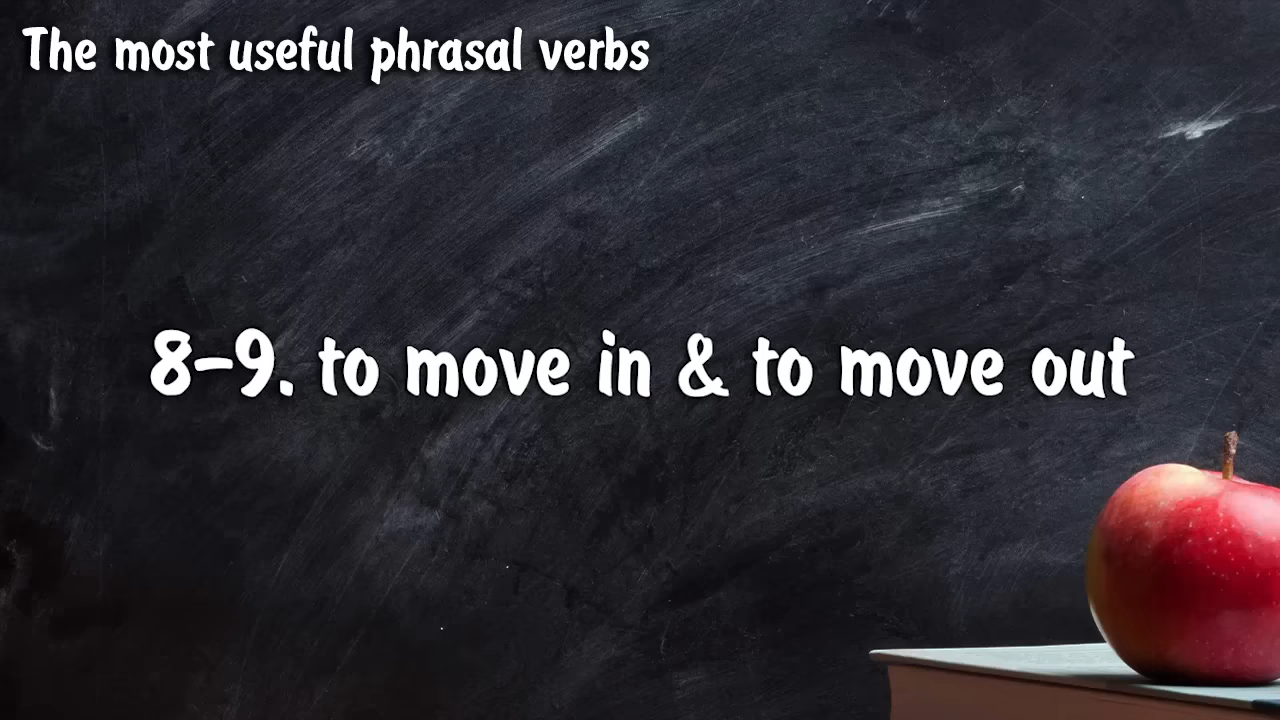 The most useful phrasal verbs
8-9. to move in & to move out